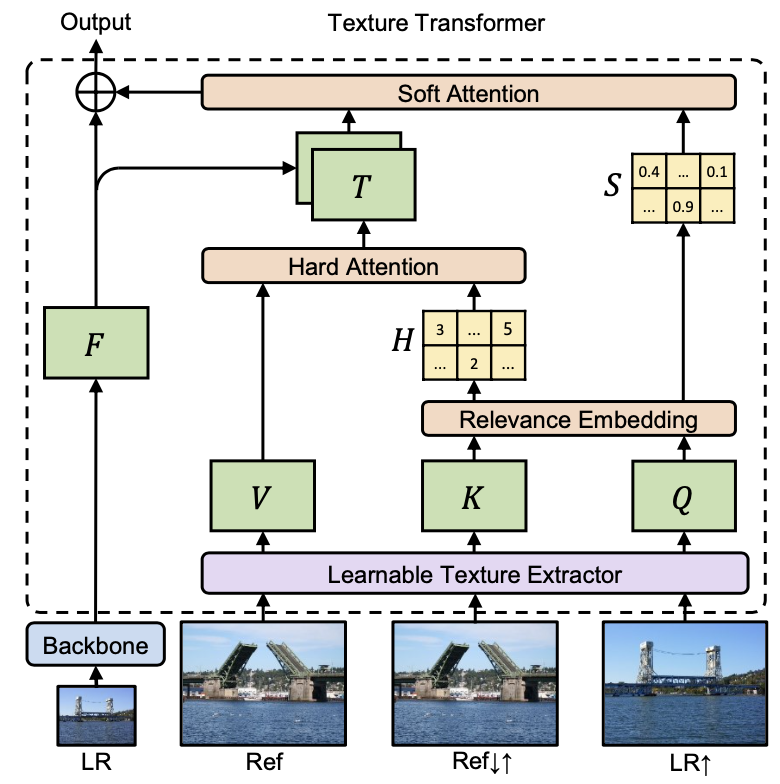 Output
Texture Transformer
Soft Attention
S
0.4 ... 0.1
... 0.9 ...
T
Hard Attention
F
H
3 ... 5
... 2 ...
Relevance Embedding
V
K
Q
Learnable Texture Extractor
Backbone
LR
Ref
Ref↓↑
LR↑